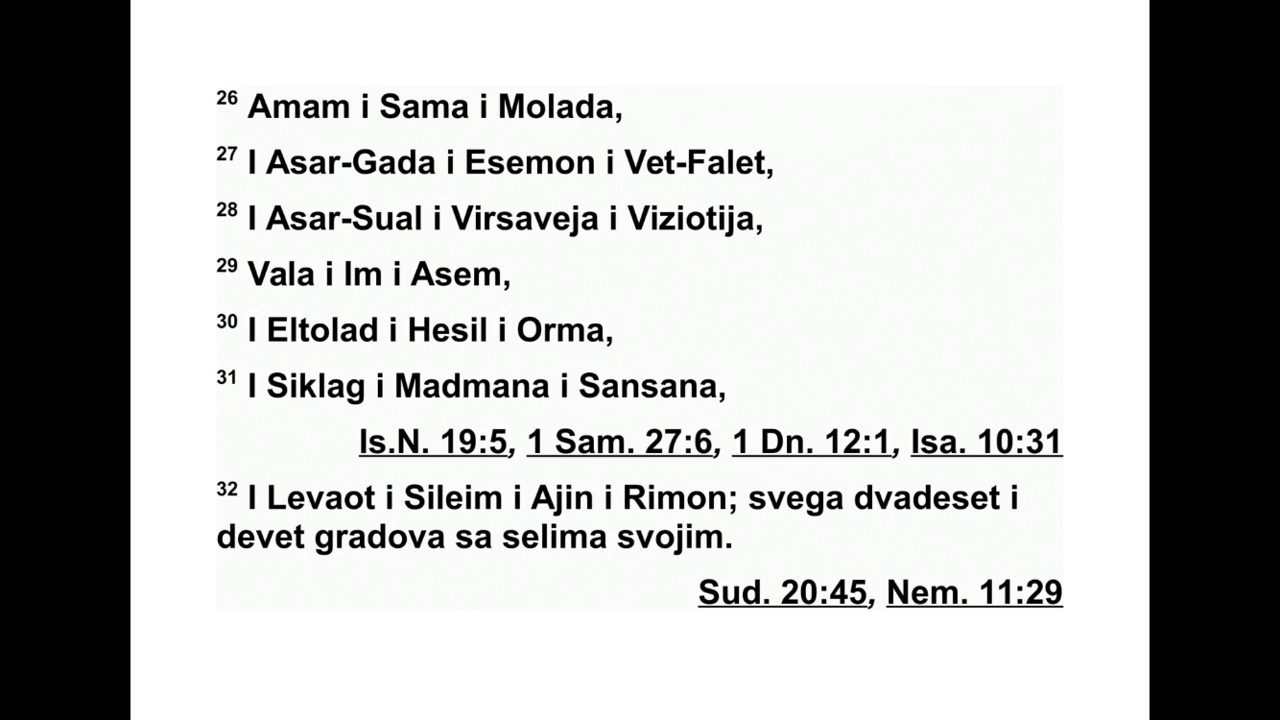 26 Amam i Sama i Molada,
27 I Asar-Gada i Esemon i Vet-Falet,
28 I Asar-Sual i Virsaveja i Viziotija,
29 Vala i Im i Asem,
30 I Eltolad i Hesil i Orma,
31 I Siklag i Madmana i Sansana,
Is.N. 19:5, 1 Sam. 27:6, 1 Dn. 12:1, Isa. 10:31
32 I Levaot i Sileim i Ajin i Rimon; svega dvadeset i
devet gradova sa selima svojim.
Sud. 20:45, Nem. 11:29